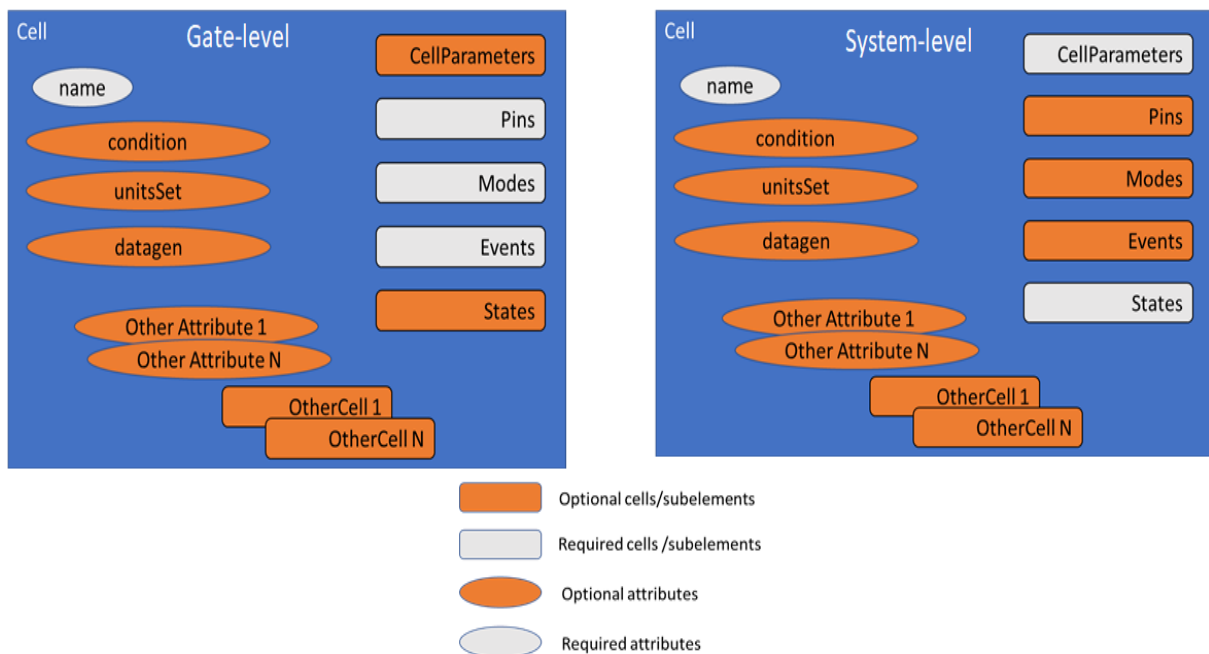 Cell
Gate-level
CellParameters
name
Pins
condition
Modes
unitsSet
datagen
Events
States
Other Attribute 1
Other Attribute N
OtherCell 1
OtherCell N
Cell
System-level
CellParameters
name
Pins
condition
Modes
unitsSet
datagen
Events
States
Other Attribute 1
Other Attribute N
OtherCell 1
OtherCell N
Optional cells/subelements
Required cells /subelements
Optional attributes
Required attributes